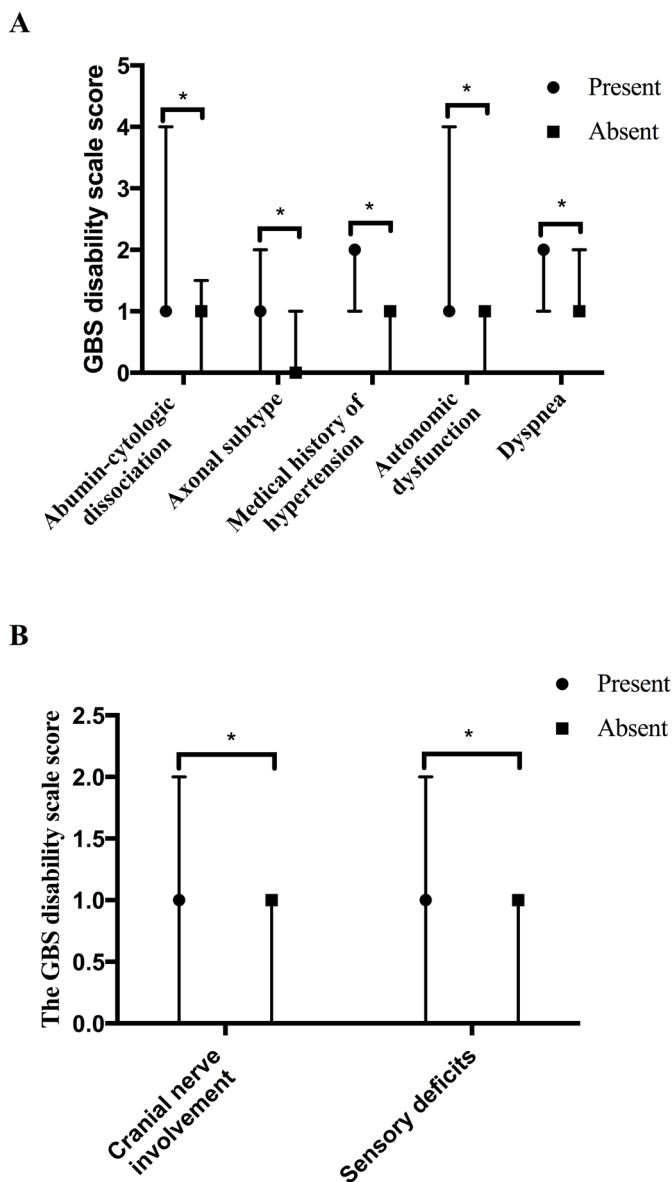 A
GBS disability scale score
5
4
3
2
1
0
*
*
*
*
*
Present
Absent
Abumin-cytologic
dissociation
Axonal subtype
Medical history of
hypertension
Autonomic
dysfunction
Dyspnea
B
The GBS disability scale score
2.5
2.0
1.5
1.0
0.5
0.0
*
*
Present
Absent
Cranial nerve
involvement
Sensory deficits